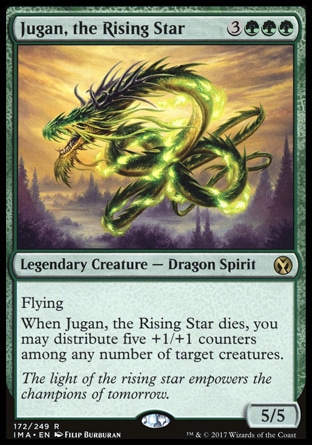 Jugan, the Rising Star 3
Legendary Creature — Dragon Spirit
Flying
When Jugan, the Rising Star dies, you
may distribute five +1/+1 counters
among any number of target creatures.
The light of the rising star empowers the
champions of tomorrow.
172/249 R
IMA • EN Filip Burburan
™ & © 2017 Wizards of the Coast
5/5